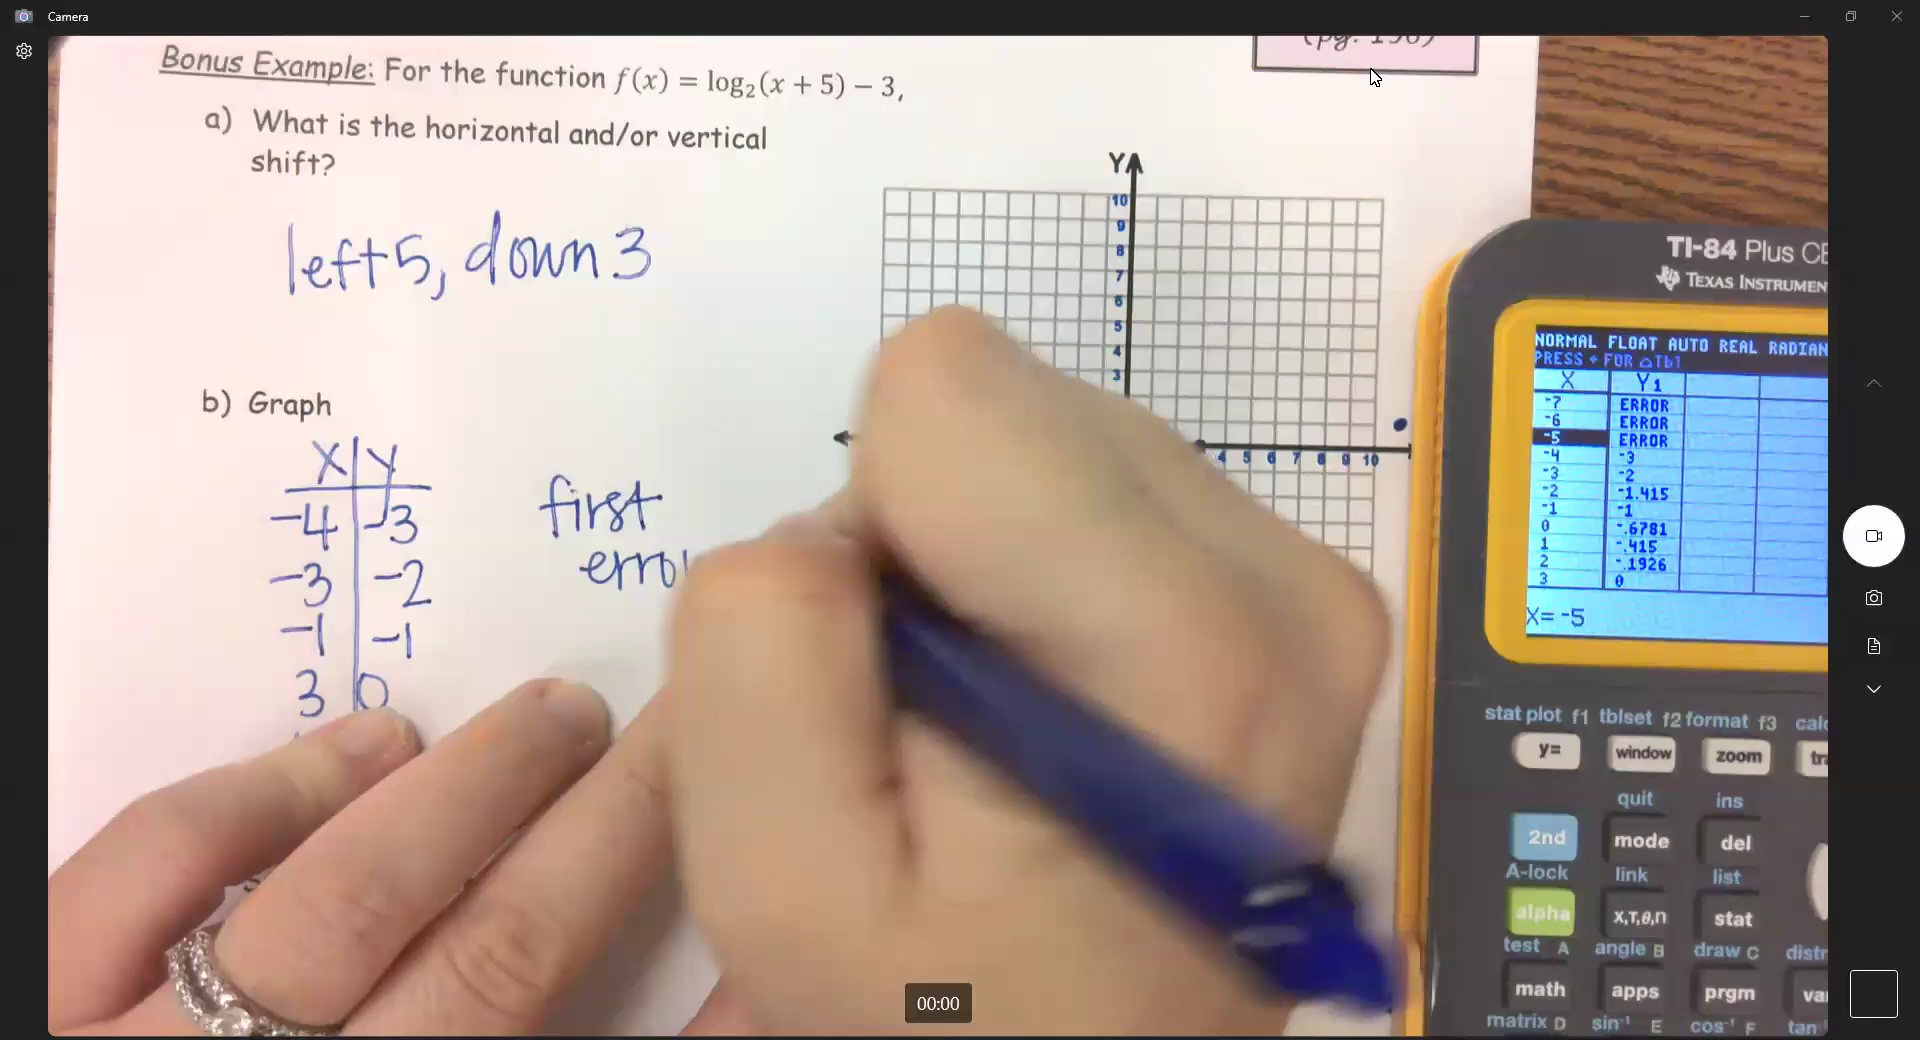 Camera
Bonus Example: For the function f(x) = log₂(x + 5) − 3,
a) What is the horizontal and/or vertical
shift?
left 5, down 3
b) Graph
X Y
-4 -3
-3 -2
-1 -1
3 0
first
Y
10
9
8
7
6
5
4
3
4 5 6 7 8 9 10
TI-84 Plus
TEXAS
NORMAL FLOAT AUTO REAL
PRESS + FOR △Tbl
X Y1
-7 ERROR
-6 ERROR
-5 ERROR
-4 -3
-3 -2
-2 -1.415
-1 -1
0 -.6781
1 -.415
2 -.1926
3 0
X= -5
stat plot f1 tblset f2 format f3
y= window zoom
quit ins
2nd mode del
A-lock link list
alpha X,T,θ,n stat
test A angle B draw C
math apps prgm
matrix D sin⁻¹ E cos⁻¹ F tan⁻¹
00:00